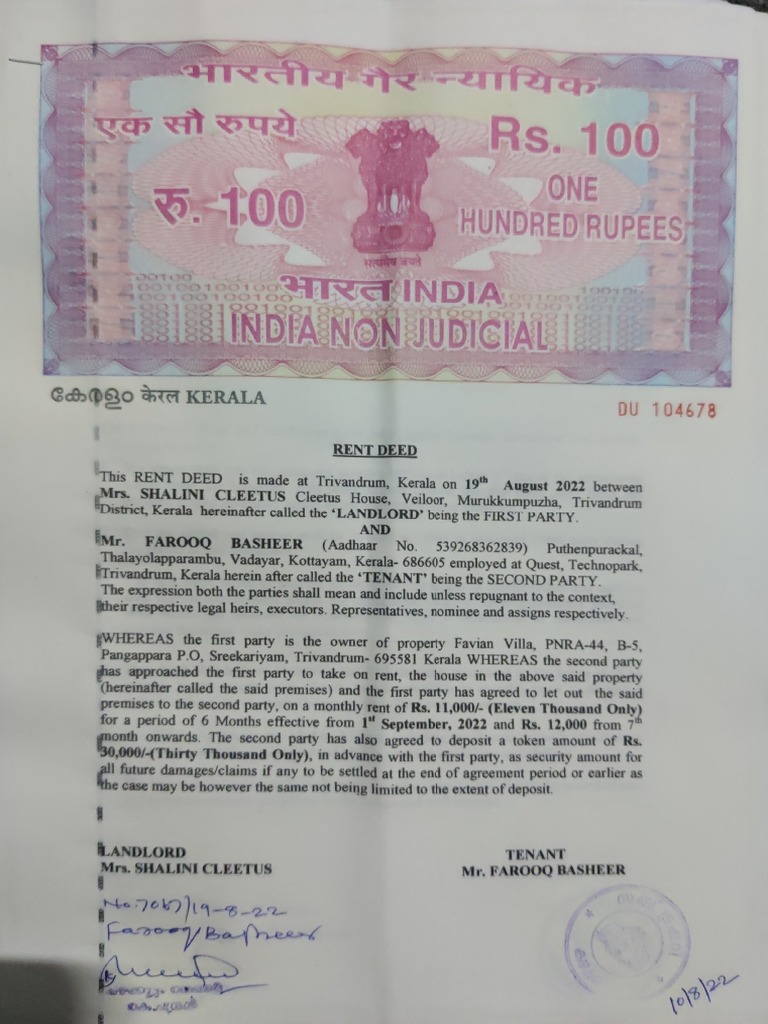 भारतीय गैर न्यायिक
एक सौ रुपये
Rs. 100
रु. 100
ONE
HUNDRED RUPEES
सत्यमेव जयते
भारत INDIA
INDIA NON JUDICIAL
കേരളം केरल KERALA
DU 104678
RENT DEED
This RENT DEED is made at Trivandrum, Kerala on 19th August 2022 between
Mrs. SHALINI CLEETUS Cleetus House, Veiloor, Murukkumpuzha, Trivandrum
District, Kerala hereinafter called the ‘LANDLORD’ being the FIRST PARTY.
AND
Mr. FAROOQ BASHEER (Aadhaar No. 539268362839) Puthenpurackal,
Thalayolapparambu, Vadayar, Kottayam, Kerala- 686605 employed at Quest, Technopark,
Trivandrum, Kerala herein after called the ‘TENANT’ being the SECOND PARTY.
The expression both the parties shall mean and include unless repugnant to the context,
their respective legal heirs, executors. Representatives, nominee and assigns respectively.
WHEREAS the first party is the owner of property Favian Villa, PNRA-44, B-5,
Pangappara P.O, Sreekariyam, Trivandrum- 695581 Kerala WHEREAS the second party
has approached the first party to take on rent, the house in the above said property
(hereinafter called the said premises) and the first party has agreed to let out the said
premises to the second party, on a monthly rent of Rs. 11,000/- (Eleven Thousand Only)
for a period of 6 Months effective from 1st September, 2022 and Rs. 12,000 from 7th
month onwards. The second party has also agreed to deposit a token amount of Rs.
30,000/-(Thirty Thousand Only), in advance with the first party, as security amount for
all future damages/claims if any to be settled at the end of agreement period or earlier as
the case may be however the same not being limited to the extent of deposit.
LANDLORD
TENANT
Mrs. SHALINI CLEETUS
Mr. FAROOQ BASHEER
No.7067/19-8-22
Farooq Basheer
10/8/22